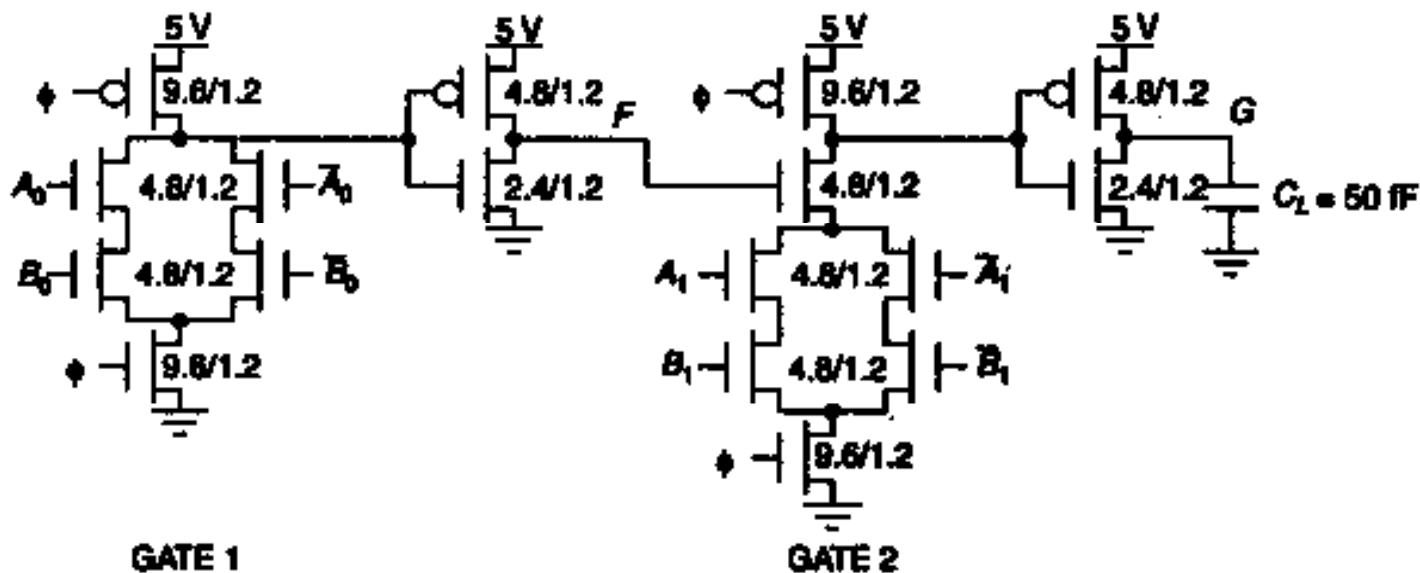 5 V 5 V 5 V 5 V
ϕ 9.6/1.2 4.8/1.2 ϕ 9.6/1.2 4.8/1.2
F G
A₀ 4.8/1.2 A̅₀ 2.4/1.2 4.8/1.2 2.4/1.2 C_L = 50 fF
B₀ 4.8/1.2 B̅₀ A₁ 4.8/1.2 A̅₁
ϕ 9.6/1.2 B₁ 4.8/1.2 B̅₁
ϕ 9.6/1.2
GATE 1 GATE 2